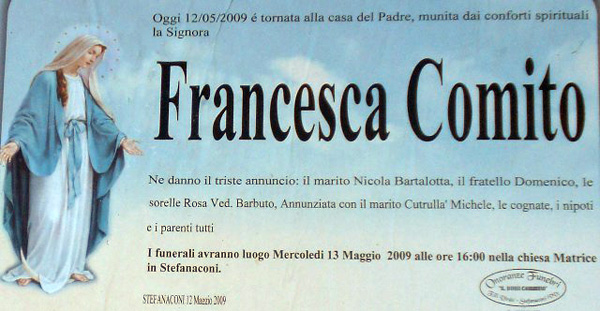 Oggi 12/05/2009 é tornata alla casa del Padre, munita dai conforti spirituali
la Signora
Francesca Comito
Ne danno il triste annuncio: il marito Nicola Bartalotta, il fratello Domenico, le
sorelle Rosa Ved. Barbuto, Annunziata con il marito Cutrulla' Michele, le cognate, i nipoti
e i parenti tutti
I funerali avranno luogo Mercoledi 13 Maggio 2009 alle ore 16:00 nella chiesa Matrice
in Stefanaconi.
STEFANACONI 12 Maggio 2009
Onoranze Funebri